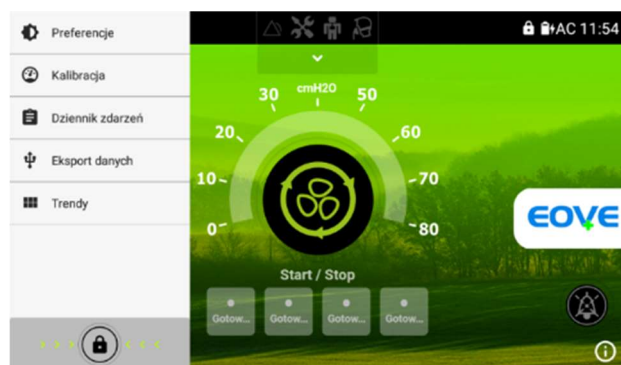 Preferencje
Kalibracja
Dziennik zdarzeń
Eksport danych
Trendy
AC 11:54
cmH2O
30
50
20
60
10
70
0
80
EOVE
Start / Stop
Gotow...
Gotow...
Gotow...
Gotow...